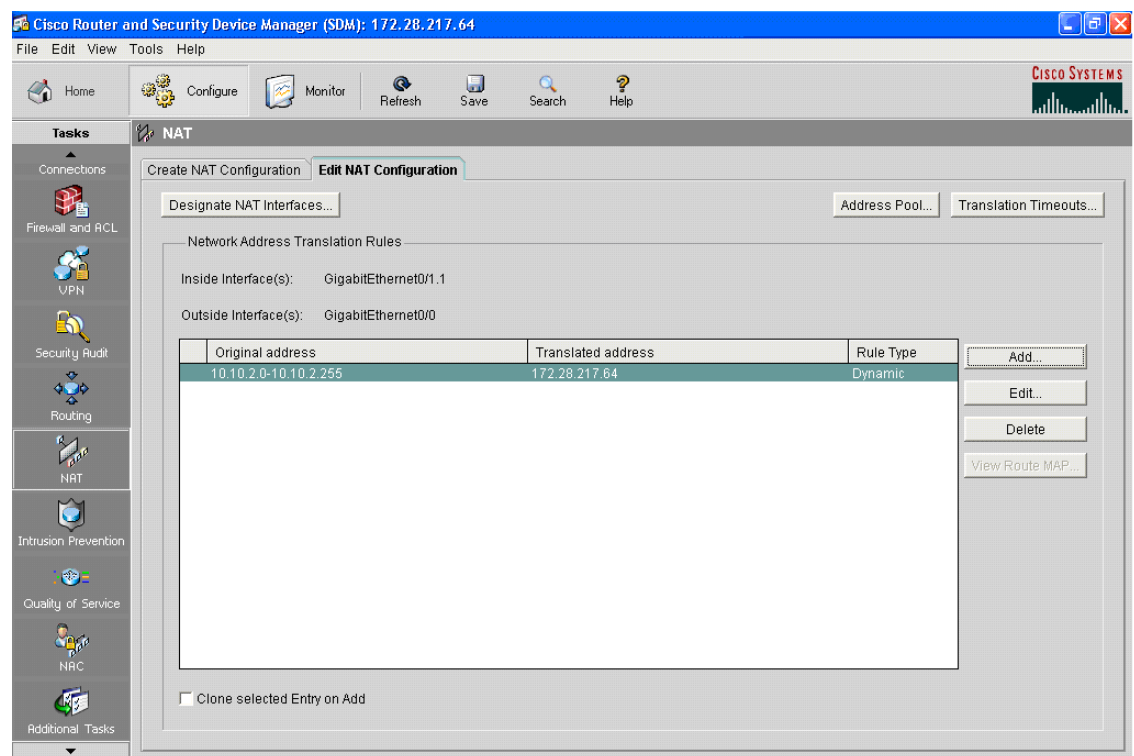 Cisco Router and Security Device Manager (SDM): 172.28.217.64
File Edit View Tools Help
Home Configure Monitor Refresh Save Search Help
CISCO SYSTEMS
Tasks
NAT
Connections
Create NAT Configuration Edit NAT Configuration
Designate NAT Interfaces... Address Pool... Translation Timeouts...
Firewall and ACL
Network Address Translation Rules
Inside Interface(s): GigabitEthernet0/1.1
VPN
Outside Interface(s): GigabitEthernet0/0
Security Audit
Original address Translated address Rule Type
10.10.2.0-10.10.2.255 172.28.217.64 Dynamic
Add...
Edit...
Delete
View Route MAP...
Routing
NAT
Intrusion Prevention
Quality of Service
NAC
Additional Tasks
Clone selected Entry on Add